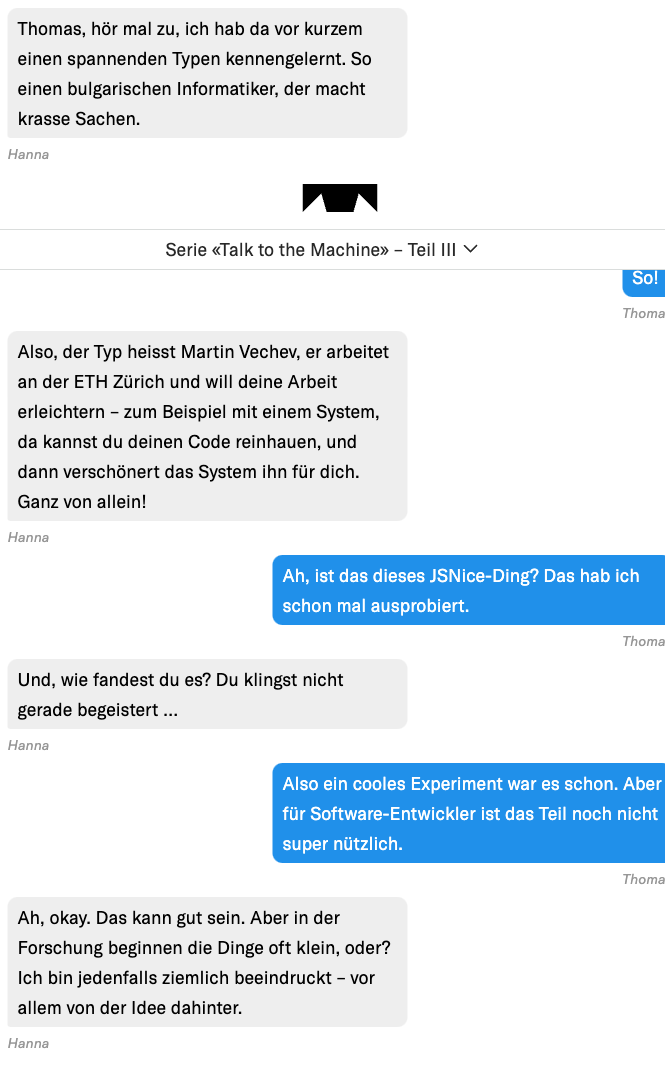 Thomas, hör mal zu, ich hab da vor kurzem
einen spannenden Typen kennengelernt. So
einen bulgarischen Informatiker, der macht
krasse Sachen.
Hanna
Serie «Talk to the Machine» – Teil III
So!
Thoma
Also, der Typ heisst Martin Vechev, er arbeitet
an der ETH Zürich und will deine Arbeit
erleichtern – zum Beispiel mit einem System,
da kannst du deinen Code reinhauen, und
dann verschönert das System ihn für dich.
Ganz von allein!
Hanna
Ah, ist das dieses JSNice-Ding? Das hab ich
schon mal ausprobiert.
Thoma
Und, wie fandest du es? Du klingst nicht
gerade begeistert ...
Hanna
Also ein cooles Experiment war es schon. Aber
für Software-Entwickler ist das Teil noch nicht
super nützlich.
Thoma
Ah, okay. Das kann gut sein. Aber in der
Forschung beginnen die Dinge oft klein, oder?
Ich bin jedenfalls ziemlich beeindruckt – vor
allem von der Idee dahinter.
Hanna